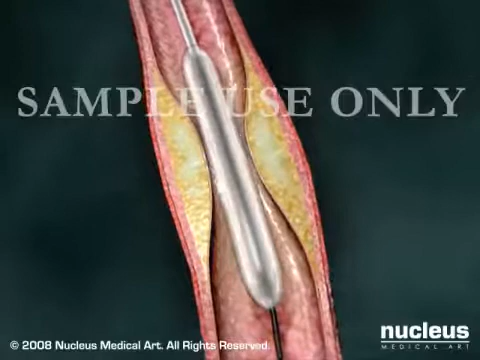 SAMPLE USE ONLY
nucleus
MEDICAL ART
© 2008 Nucleus Medical Art. All Rights Reserved.